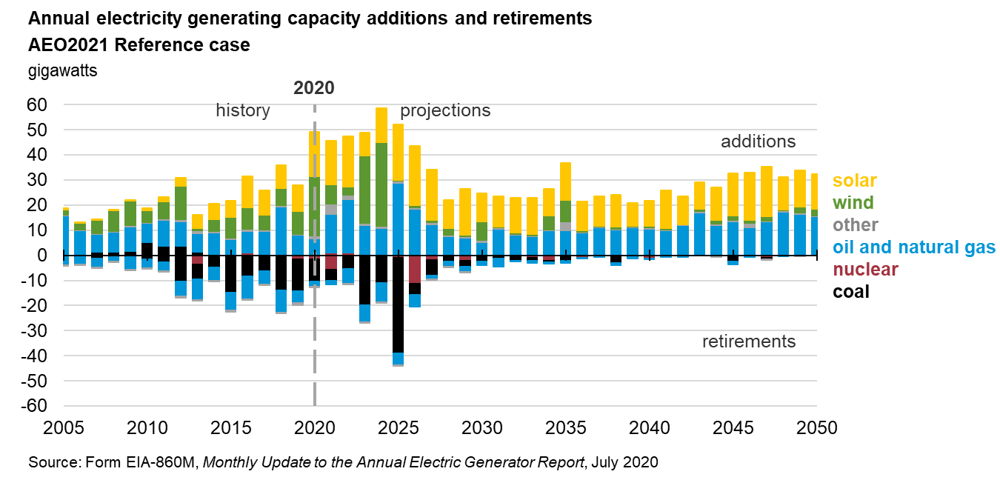 Annual electricity generating capacity additions and retirements
AEO2021 Reference case
gigawatts
2020
history
projections
additions
60
50
40
30
20
10
0
-10
-20
-30
-40
-50
-60
solar
wind
other
oil and natural gas
nuclear
coal
retirements
2005 2010 2015 2020 2025 2030 2035 2040 2045 2050
Source: Form EIA-860M, Monthly Update to the Annual Electric Generator Report, July 2020